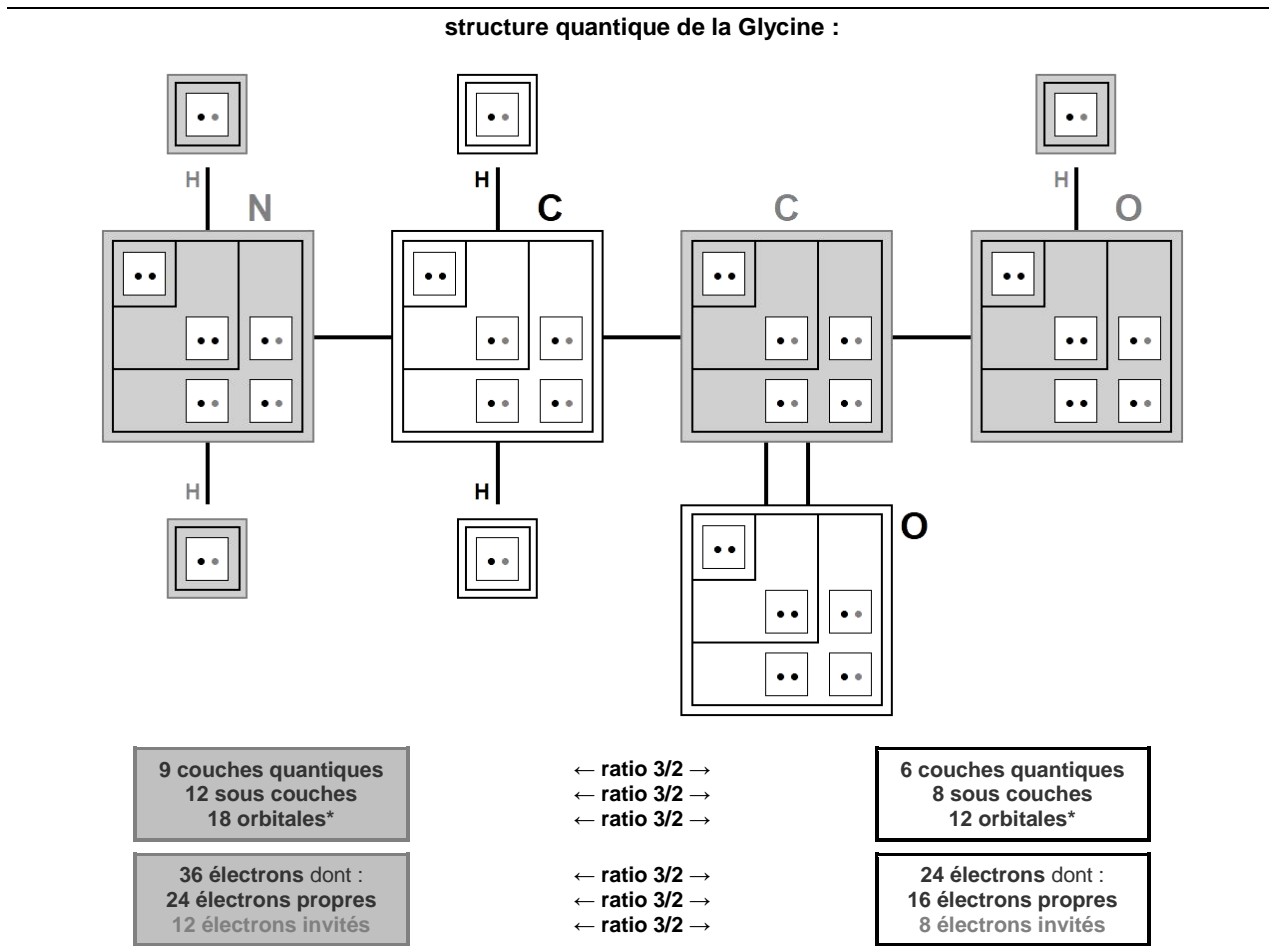 structure quantique de la Glycine :
H H H
N C C O
H H
O
9 couches quantiques ← ratio 3/2 → 6 couches quantiques
12 sous couches ← ratio 3/2 → 8 sous couches
18 orbitales* ← ratio 3/2 → 12 orbitales*
36 électrons dont : ← ratio 3/2 → 24 électrons dont :
24 électrons propres ← ratio 3/2 → 16 électrons propres
12 électrons invités ← ratio 3/2 → 8 électrons invités